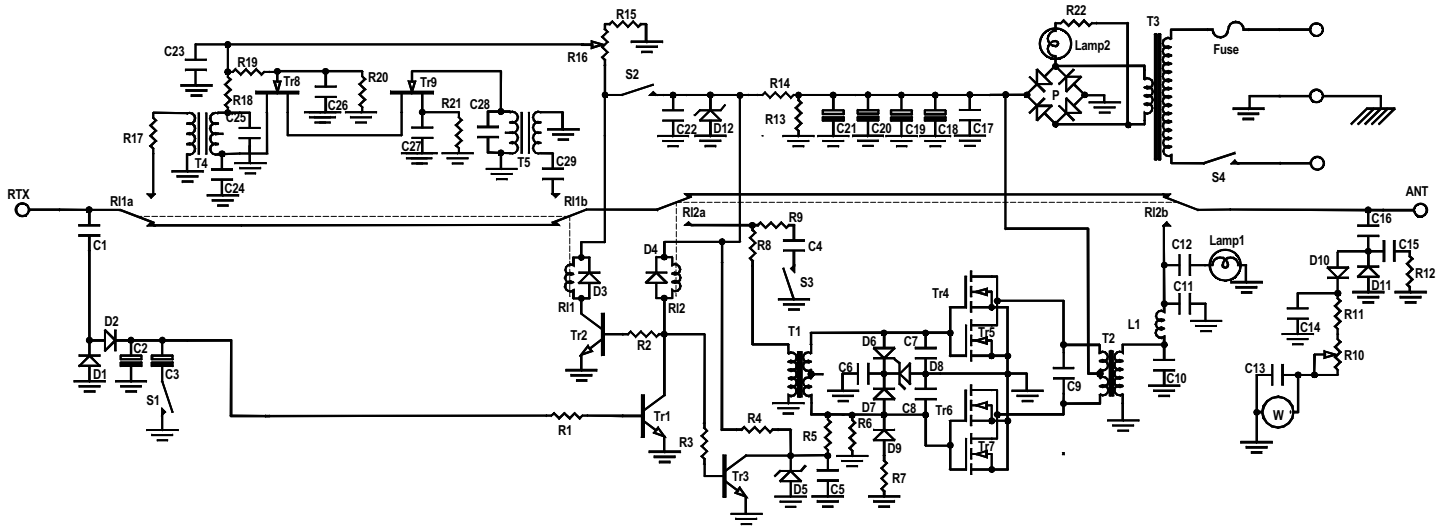 R15
R22
T3
C23
R16
Lamp2
Fuse
R19
Tr8
R20
Tr9
S2
R14
P
R18
C26
R21
C28
R13
C25
C22
D12
C21
C20
C19
C18
C17
R17
C27
T4
T5
C29
S4
C24
RTX
Rl1a
Rl1b
Rl2a
Rl2b
ANT
C1
R9
C16
R8
C4
D4
C12
Lamp1
C15
D3
S3
D10
R12
Rl1
Rl2
Tr4
C11
D11
D2
Tr2
R2
T1
Tr5
L1
C14
R11
D6
C7
T2
C2
C6
D8
R10
D1
C3
C9
C10
C13
S1
D7
C8
Tr6
W
R1
Tr1
R4
R5
R6
R3
D9
Tr7
Tr3
D5
C5
R7